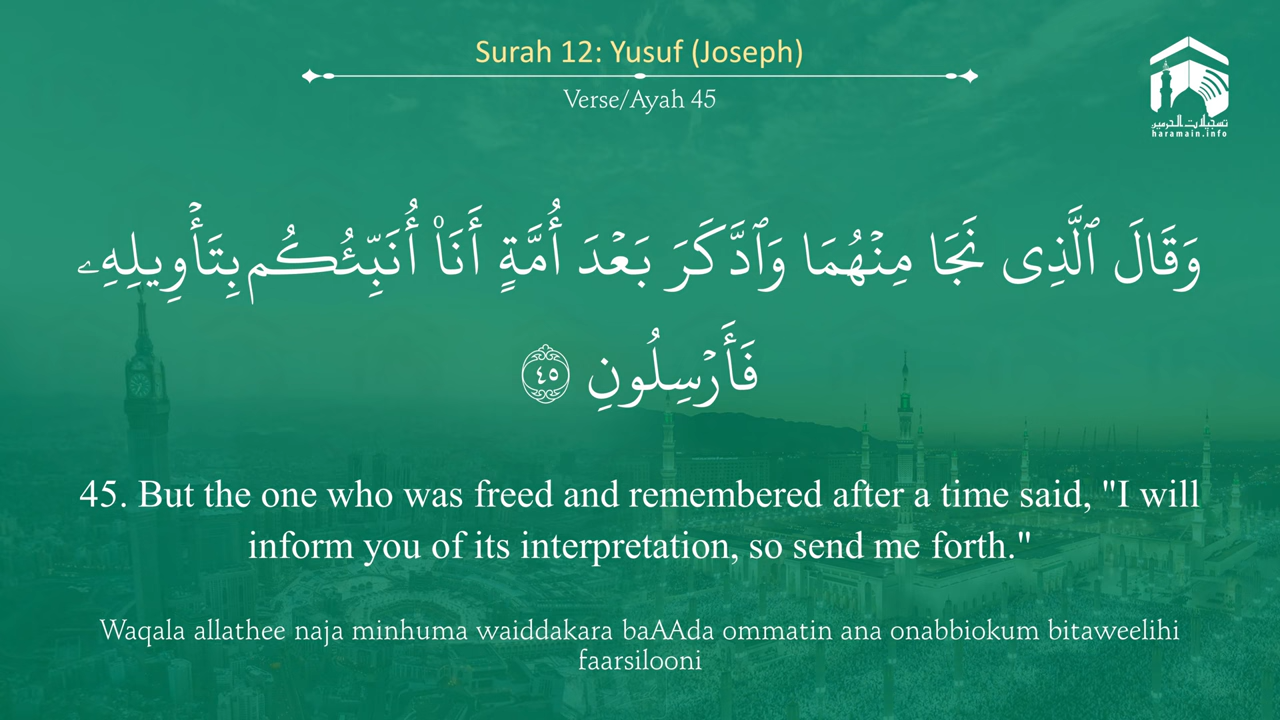 Surah 12: Yusuf (Joseph)
Verse/Ayah 45
تسجيلات الحرمين
haramain.info
وَقَالَ ٱلَّذِى نَجَا مِنْهُمَا وَٱدَّكَرَ بَعْدَ أُمَّةٍ أَنَا۠ أُنَبِّئُكُم بِتَأْوِيلِهِۦ
فَأَرْسِلُونِ ٤٥
45. But the one who was freed and remembered after a time said, "I will
inform you of its interpretation, so send me forth."
Waqala allathee naja minhuma waiddakara baAAda ommatin ana onabbiokum bitaweelihi
faarsilooni